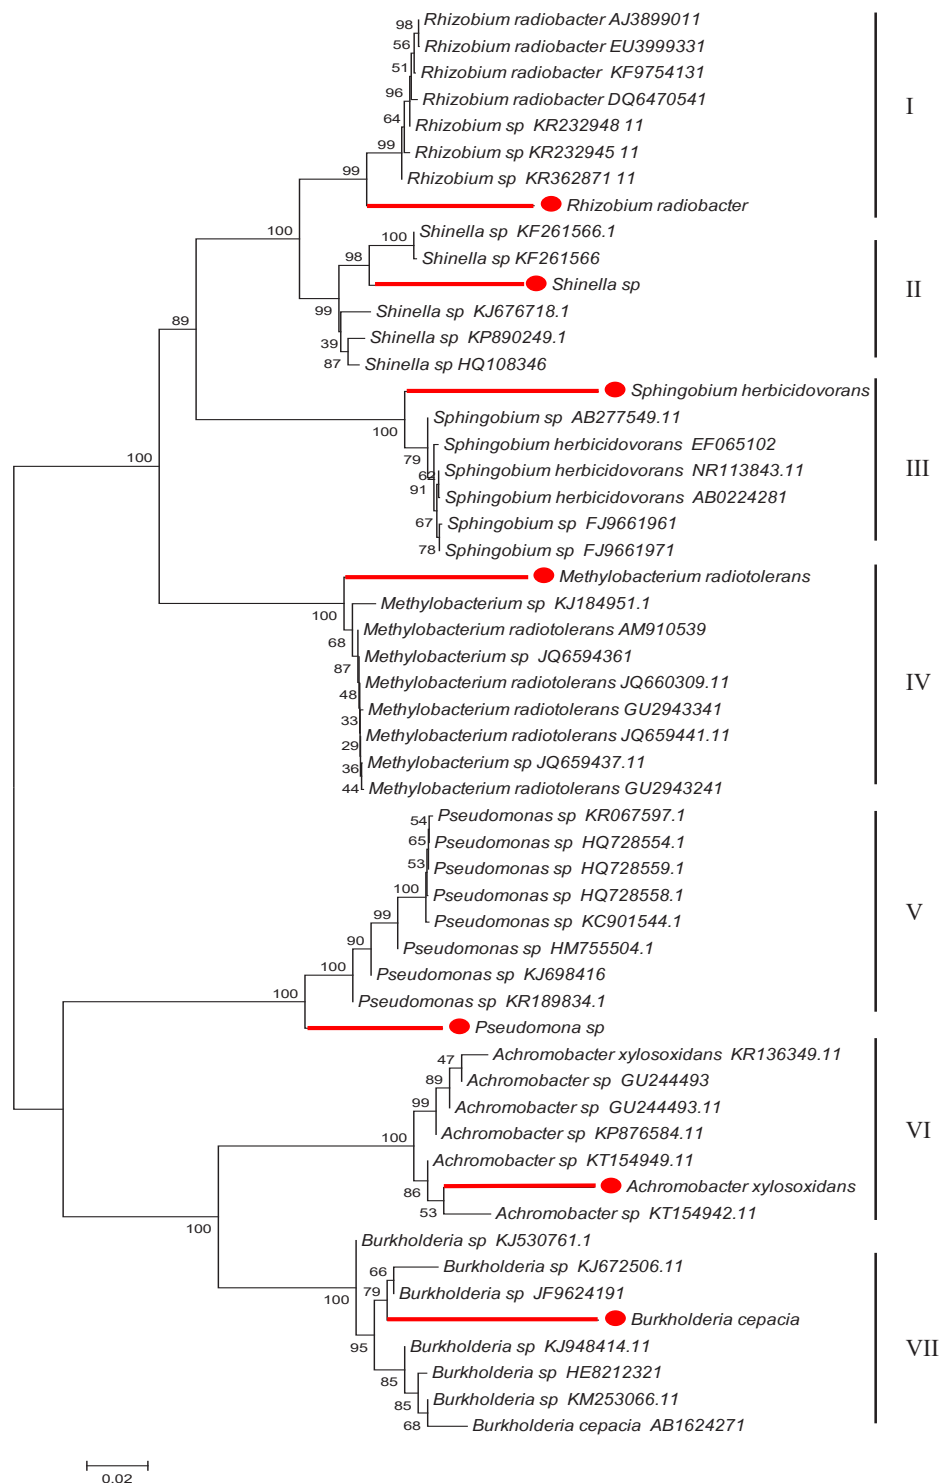 Rhizobium radiobacter AJ3899011
98
56
Rhizobium radiobacter EU3999331
51
Rhizobium radiobacter KF9754131
96
Rhizobium radiobacter DQ6470541
I
64
Rhizobium sp KR232948 11
99
Rhizobium sp KR232945 11
99
Rhizobium sp KR362871 11
Rhizobium radiobacter
100
100
Shinella sp KF261566.1
98
Shinella sp KF261566
Shinella sp
II
99
Shinella sp KJ676718.1
89
39
Shinella sp KP890249.1
87
Shinella sp HQ108346
Sphingobium herbicidovorans
100
Sphingobium sp AB277549.11
Sphingobium herbicidovorans EF065102
100
79
62
Sphingobium herbicidovorans NR113843.11
III
91
Sphingobium herbicidovorans AB0224281
67
Sphingobium sp FJ9661961
78
Sphingobium sp FJ9661971
Methylobacterium radiotolerans
100
Methylobacterium sp KJ184951.1
68
Methylobacterium radiotolerans AM910539
87
Methylobacterium sp JQ6594361
48
Methylobacterium radiotolerans JQ660309.11
IV
33
Methylobacterium radiotolerans GU2943341
29
Methylobacterium radiotolerans JQ659441.11
36
Methylobacterium sp JQ659437.11
44
Methylobacterium radiotolerans GU2943241
54
Pseudomonas sp KR067597.1
65
Pseudomonas sp HQ728554.1
53
Pseudomonas sp HQ728559.1
100
Pseudomonas sp HQ728558.1
V
99
Pseudomonas sp KC901544.1
90
Pseudomonas sp HM755504.1
100
Pseudomonas sp KJ698416
100
Pseudomonas sp KR189834.1
Pseudomona sp
47
Achromobacter xylosoxidans KR136349.11
89
Achromobacter sp GU244493
99
Achromobacter sp GU244493.11
100
Achromobacter sp KP876584.11
VI
Achromobacter sp KT154949.11
86
Achromobacter xylosoxidans
53
Achromobacter sp KT154942.11
100
Burkholderia sp KJ530761.1
66
Burkholderia sp KJ672506.11
79
Burkholderia sp JF9624191
100
Burkholderia cepacia
95
Burkholderia sp KJ948414.11
VII
85
Burkholderia sp HE8212321
85
Burkholderia sp KM253066.11
68
Burkholderia cepacia AB1624271
0.02